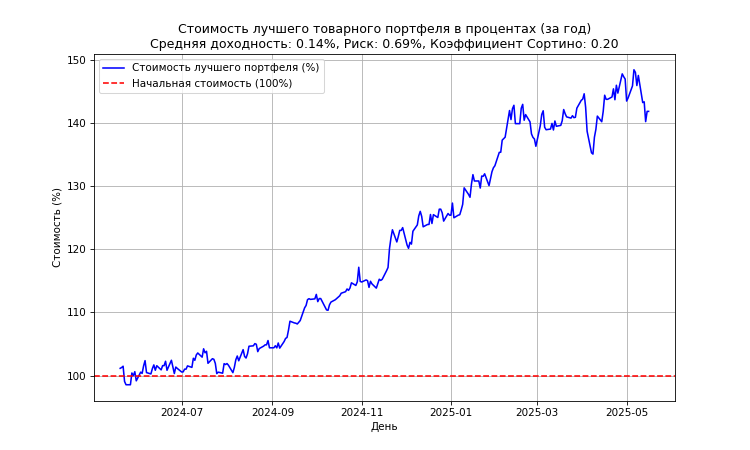 Стоимость лучшего товарного портфеля в процентах (за год)
Средняя доходность: 0.14%, Риск: 0.69%, Коэффициент Сортино: 0.20
Стоимость лучшего портфеля (%)
Начальная стоимость (100%)
Стоимость (%)
150
140
130
120
110
100
2024-07
2024-09
2024-11
2025-01
2025-03
2025-05
День